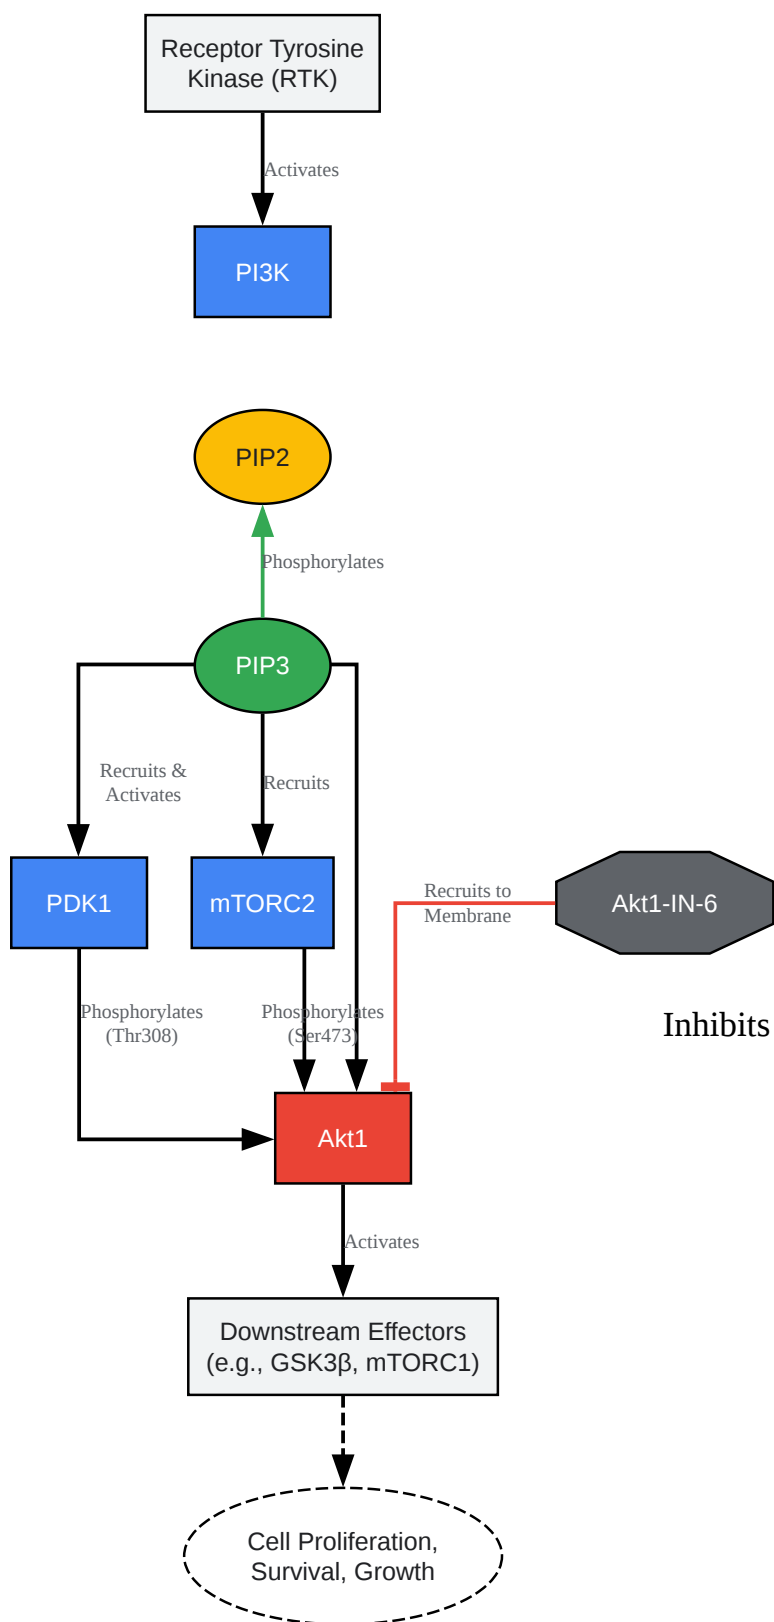 Receptor Tyrosine
Kinase (RTK)
Activates
PI3K
PIP2
Phosphorylates
PIP3
Recruits &
Activates
Recruits
PDK1
mTORC2
Recruits to
Membrane
Akt1-IN-6
Phosphorylates
(Thr308)
Phosphorylates
(Ser473)
Inhibits
Akt1
Activates
Downstream Effectors
(e.g., GSK3β, mTORC1)
Cell Proliferation,
Survival, Growth